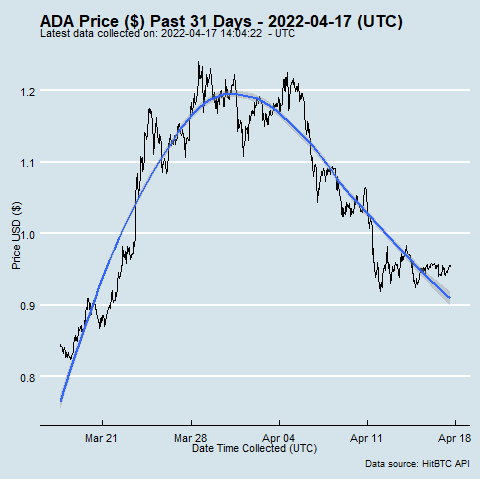 ADA Price ($) Past 31 Days - 2022-04-17 (UTC)
Latest data collected on: 2022-04-17 14:04:22 - UTC
Price USD ($)
1.2
1.1
1.0
0.9
0.8
Mar 21 Mar 28 Apr 04 Apr 11 Apr 18
Date Time Collected (UTC)
Data source: HitBTC API